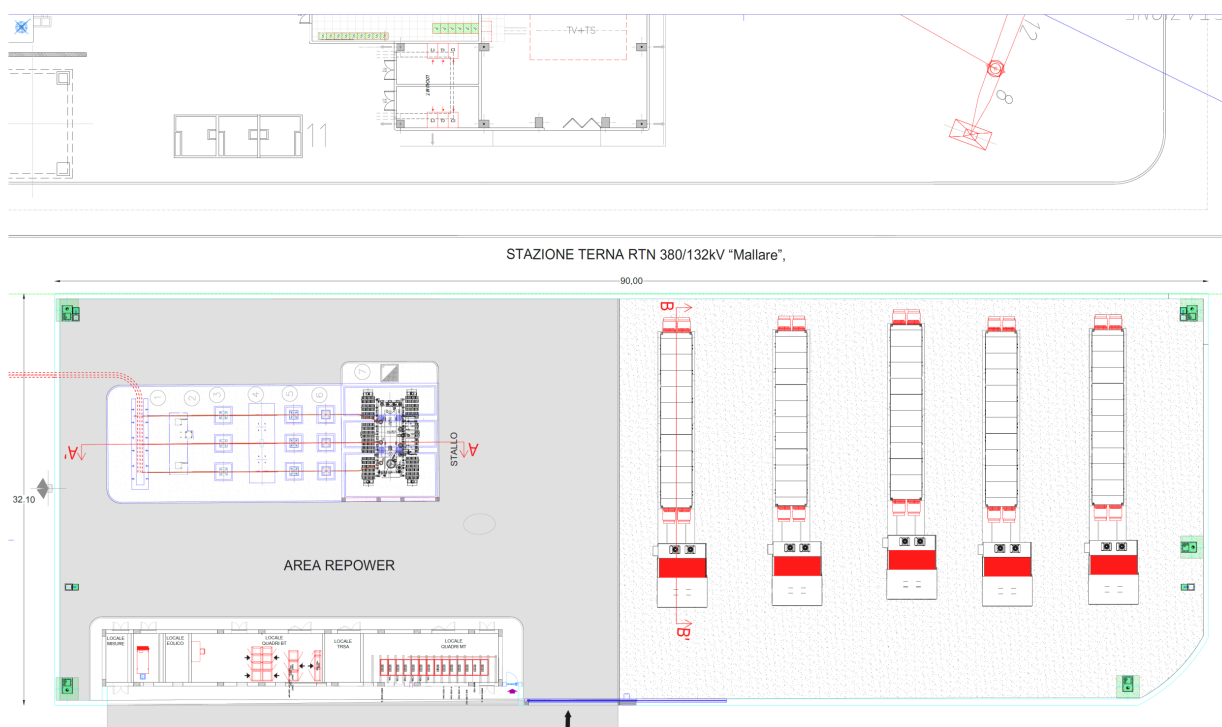 TV+TS
STAZIONE
12
8
11
STAZIONE TERNA RTN 380/132kV “Mallare”,
90,00
B
7
1
2
3
4
5
6
A'
A
STALLO
32.10
AREA REPOWER
B'
LOCALE
MISURE
LOCALE
EOLICO
LOCALE
QUADRI BT
LOCALE
TRSA
LOCALE
QUADRI MT